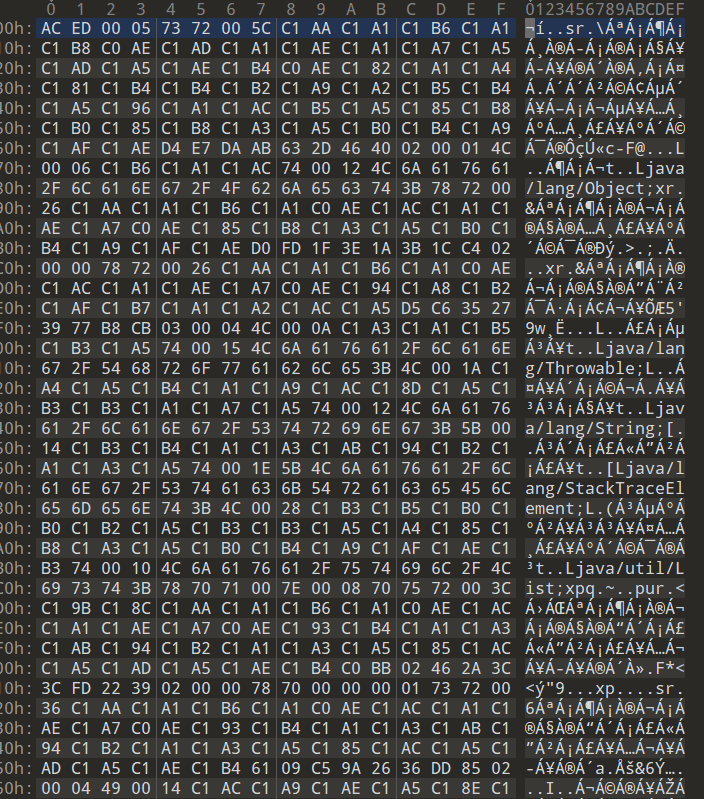 0 1 2 3 4 5 6 7 8 9 A B C D E F 0123456789ABCDEF
00h: AC ED 00 05 73 72 00 5C C1 AA C1 A1 C1 B6 C1 A1 ¬í..sr.\ÁªÁ¡Á¶Á¡
10h: C1 B8 C0 AE C1 AD C1 A1 C1 AE C1 A1 C1 A7 C1 A5 Á¸À®Á-Á¡Á®Á¡Á§Á¥
20h: C1 AD C1 A5 C1 AE C1 B4 C0 AE C1 82 C1 A1 C1 A4 Á-Á¥Á®Á´À®Á‚Á¡Á¤
30h: C1 81 C1 B4 C1 B4 C1 B2 C1 A9 C1 A2 C1 B5 C1 B4 Á.Á´Á´Á²Á©Á¢ÁµÁ´
40h: C1 A5 C1 96 C1 A1 C1 AC C1 B5 C1 A5 C1 85 C1 B8 Á¥Á–Á¡Á¬ÁµÁ¥Á…Á¸
50h: C1 B0 C1 85 C1 B8 C1 A3 C1 A5 C1 B0 C1 B4 C1 A9 Á°Á…Á¸Á£Á¥Á°Á´Á©
60h: C1 AF C1 AE D4 E7 DA AB 63 2D 46 40 02 00 01 4C Á¯Á®ÔçÚ«c-F@...L
70h: 00 06 C1 B6 C1 A1 C1 AC 74 00 12 4C 6A 61 76 61 ..Á¶Á¡Á¬t..Ljava
80h: 2F 6C 61 6E 67 2F 4F 62 6A 65 63 74 3B 78 72 00 /lang/Object;xr.
90h: 26 C1 AA C1 A1 C1 B6 C1 A1 C0 AE C1 AC C1 A1 C1 &ÁªÁ¡Á¶Á¡À®Á¬Á¡Á
A0h: AE C1 A7 C0 AE C1 85 C1 B8 C1 A3 C1 A5 C1 B0 C1 ®Á§À®Á…Á¸Á£Á¥Á°Á
B0h: B4 C1 A9 C1 AF C1 AE D0 FD 1F 3E 1A 3B 1C C4 02 ´Á©Á¯Á®Ðý.>.;.Ä.
C0h: 00 00 78 72 00 26 C1 AA C1 A1 C1 B6 C1 A1 C0 AE ..xr.&ÁªÁ¡Á¶Á¡À®
D0h: C1 AC C1 A1 C1 AE C1 A7 C0 AE C1 94 C1 A8 C1 B2 Á¬Á¡Á®Á§À®Á”Á¨Á²
E0h: C1 AF C1 B7 C1 A1 C1 A2 C1 AC C1 A5 D5 C6 35 27 Á¯Á·Á¡Á¢Á¬Á¥ÕÆ5'
F0h: 39 77 B8 CB 03 00 04 4C 00 0A C1 A3 C1 A1 C1 B5 9w¸Ë...L..Á£Á¡Áµ
00h: C1 B3 C1 A5 74 00 15 4C 6A 61 76 61 2F 6C 61 6E Á³Á¥t..Ljava/lan
10h: 67 2F 54 68 72 6F 77 61 62 6C 65 3B 4C 00 1A C1 g/Throwable;L..Á
20h: A4 C1 A5 C1 B4 C1 A1 C1 A9 C1 AC C1 8D C1 A5 C1 ¤Á¥Á´Á¡Á©Á¬Á.Á¥Á
30h: B3 C1 B3 C1 A1 C1 A7 C1 A5 74 00 12 4C 6A 61 76 ³Á³Á¡Á§Á¥t..Ljav
40h: 61 2F 6C 61 6E 67 2F 53 74 72 69 6E 67 3B 5B 00 a/lang/String;[.
50h: 14 C1 B3 C1 B4 C1 A1 C1 A3 C1 AB C1 94 C1 B2 C1 .Á³Á´Á¡Á£Á«Á”Á²Á
60h: A1 C1 A3 C1 A5 74 00 1E 5B 4C 6A 61 76 61 2F 6C ¡Á£Á¥t..[Ljava/l
70h: 61 6E 67 2F 53 74 61 63 6B 54 72 61 63 65 45 6C ang/StackTraceEl
80h: 65 6D 65 6E 74 3B 4C 00 28 C1 B3 C1 B5 C1 B0 C1 ement;L.(Á³ÁµÁ°Á
90h: B0 C1 B2 C1 A5 C1 B3 C1 B3 C1 A5 C1 A4 C1 85 C1 °Á²Á¥Á³Á³Á¥Á¤Á…Á
A0h: B8 C1 A3 C1 A5 C1 B0 C1 B4 C1 A9 C1 AF C1 AE C1 ¸Á£Á¥Á°Á´Á©Á¯Á®Á
B0h: B3 74 00 10 4C 6A 61 76 61 2F 75 74 69 6C 2F 4C ³t..Ljava/util/L
C0h: 69 73 74 3B 78 70 71 00 7E 00 08 70 75 72 00 3C ist;xpq.~..pur.<
D0h: C1 9B C1 8C C1 AA C1 A1 C1 B6 C1 A1 C0 AE C1 AC Á›ÁŒÁªÁ¡Á¶Á¡À®Á¬
E0h: C1 A1 C1 AE C1 A7 C0 AE C1 93 C1 B4 C1 A1 C1 A3 Á¡Á®Á§À®Á“Á´Á¡Á£
F0h: C1 AB C1 94 C1 B2 C1 A1 C1 A3 C1 A5 C1 85 C1 AC Á«Á”Á²Á¡Á£Á¥Á…Á¬
00h: C1 A5 C1 AD C1 A5 C1 AE C1 B4 C0 BB 02 46 2A 3C Á¥Á-Á¥Á®Á´À».F*<
10h: 3C FD 22 39 02 00 00 78 70 00 00 00 01 73 72 00 <ý"9...xp....sr.
20h: 36 C1 AA C1 A1 C1 B6 C1 A1 C0 AE C1 AC C1 A1 C1 6ÁªÁ¡Á¶Á¡À®Á¬Á¡Á
30h: AE C1 A7 C0 AE C1 93 C1 B4 C1 A1 C1 A3 C1 AB C1 ®Á§À®Á“Á´Á¡Á£Á«Á
40h: 94 C1 B2 C1 A1 C1 A3 C1 A5 C1 85 C1 AC C1 A5 C1 ”Á²Á¡Á£Á¥Á…Á¬Á¥Á
50h: AD C1 A5 C1 AE C1 B4 61 09 C5 9A 26 36 DD 85 02 -Á¥Á®Á´a.Åš&6Ý….
60h: 00 04 49 00 14 C1 AC C1 A9 C1 AE C1 A5 C1 8E C1 ..I..Á¬Á©Á®Á¥ÁŽÁ